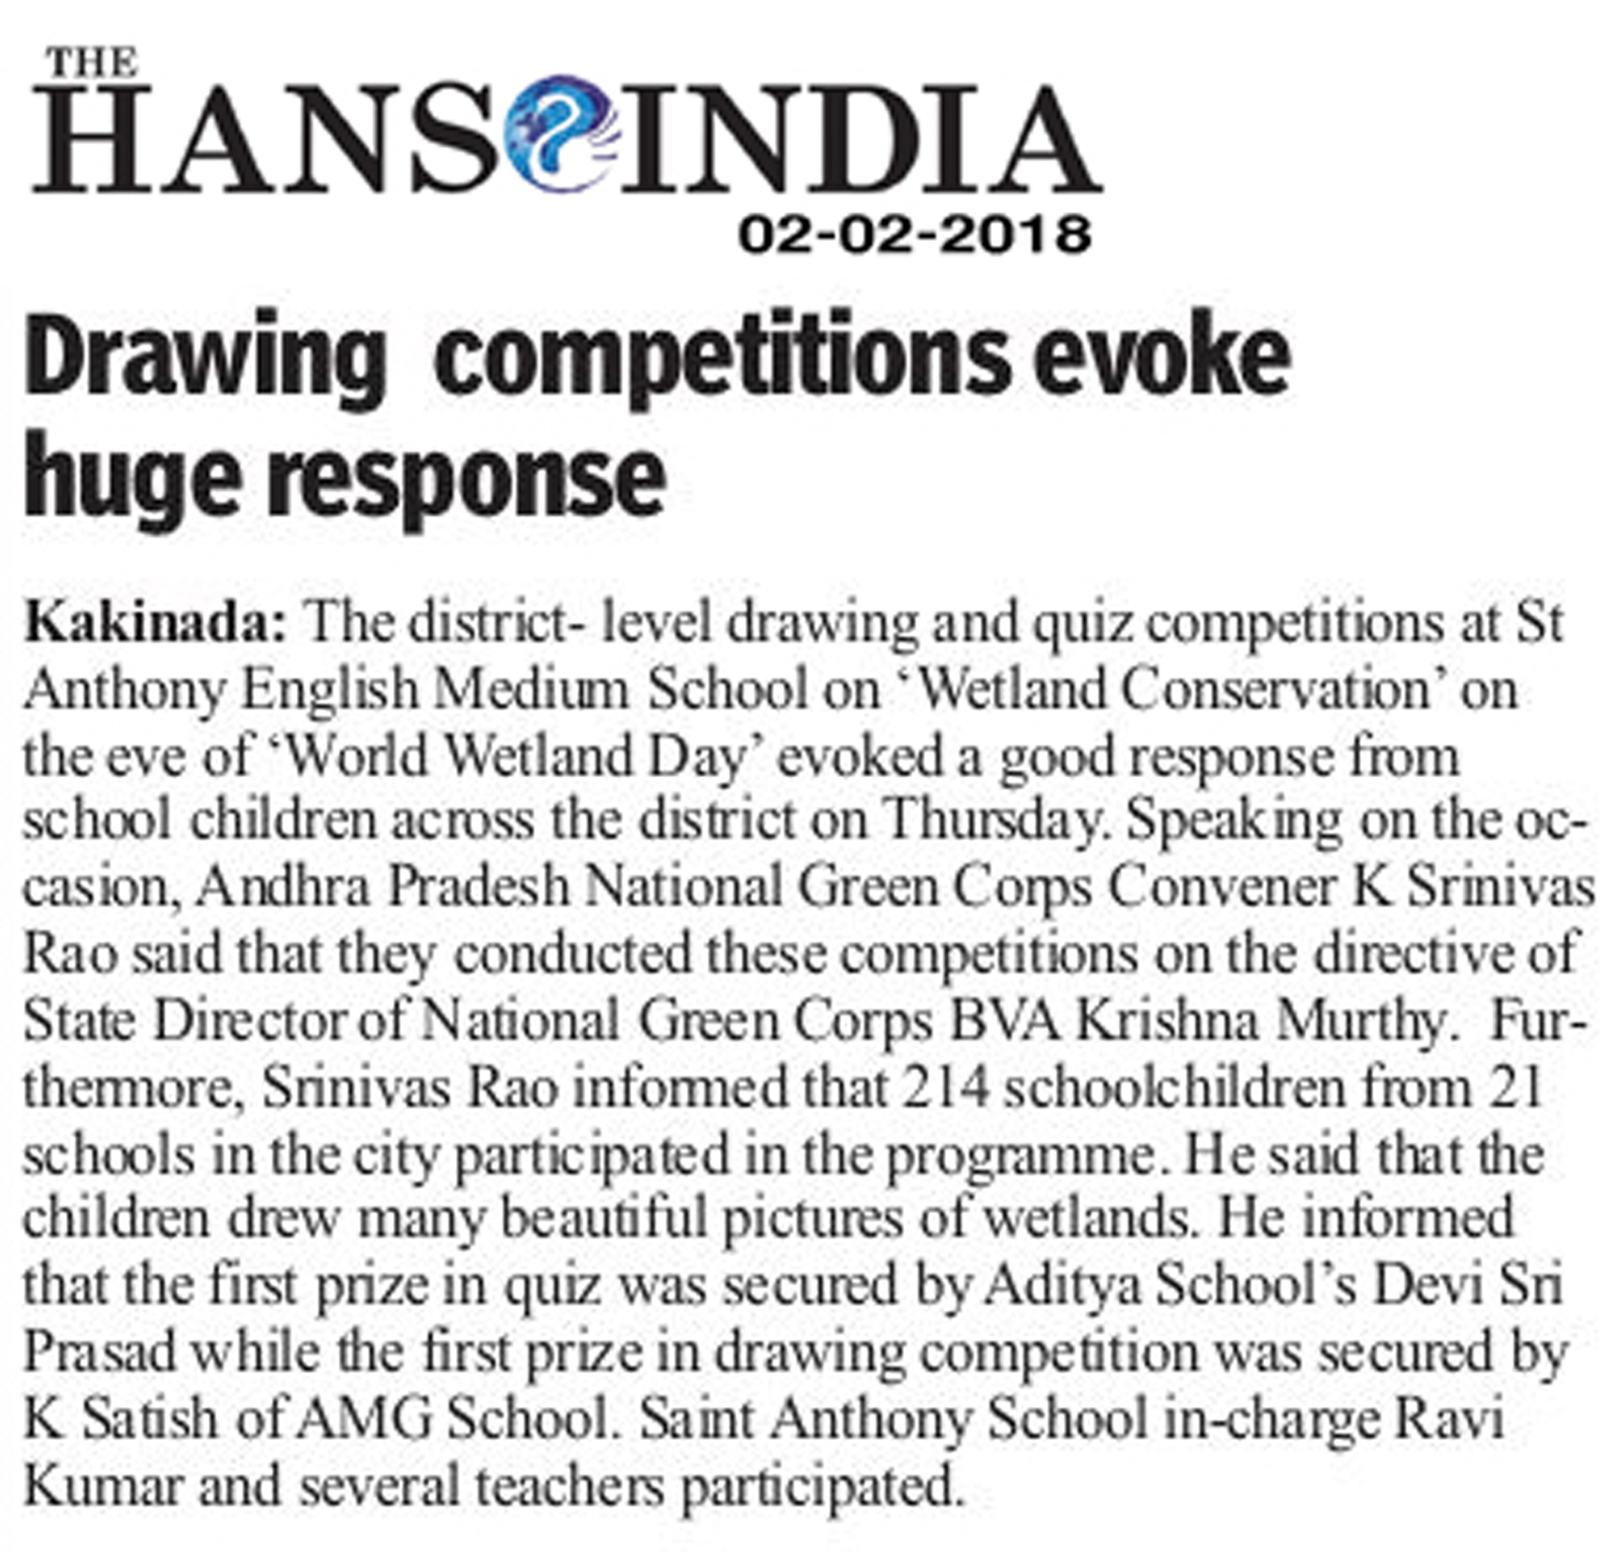 THE
HANS INDIA
02-02-2018
Drawing competitions evoke
huge response
Kakinada: The district- level drawing and quiz competitions at St
Anthony English Medium School on ‘Wetland Conservation’ on
the eve of ‘World Wetland Day’ evoked a good response from
school children across the district on Thursday. Speaking on the oc-
casion, Andhra Pradesh National Green Corps Convener K Srinivas
Rao said that they conducted these competitions on the directive of
State Director of National Green Corps BVA Krishna Murthy. Fur-
thermore, Srinivas Rao informed that 214 schoolchildren from 21
schools in the city participated in the programme. He said that the
children drew many beautiful pictures of wetlands. He informed
that the first prize in quiz was secured by Aditya School’s Devi Sri
Prasad while the first prize in drawing competition was secured by
K Satish of AMG School. Saint Anthony School in-charge Ravi
Kumar and several teachers participated.